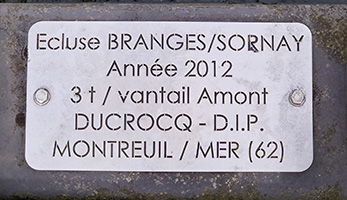 Ecluse BRANGES/SORNAY
Année 2012
3 t / vantail Amont
DUCROCQ - D.I.P.
MONTREUIL / MER (62)